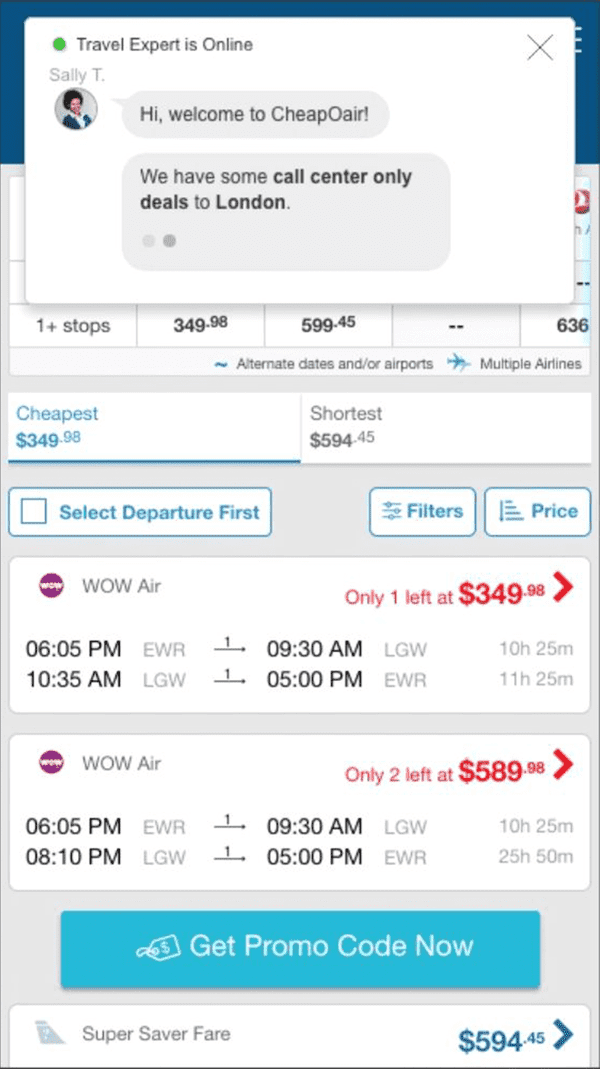 Travel Expert is Online
Sally T.
Hi, welcome to CheapOair!
We have some call center only
deals to London.
1+ stops 349.98 599.45 -- 636
~ Alternate dates and/or airports Multiple Airlines
Cheapest Shortest
$349.98 $594.45
Select Departure First Filters Price
WOW WOW Air Only 1 left at $349.98
06:05 PM EWR 1 09:30 AM LGW 10h 25m
10:35 AM LGW 1 05:00 PM EWR 11h 25m
WOW WOW Air Only 2 left at $589.98
06:05 PM EWR 1 09:30 AM LGW 10h 25m
08:10 PM LGW 1 05:00 PM EWR 25h 50m
Get Promo Code Now
Super Saver Fare $594.45